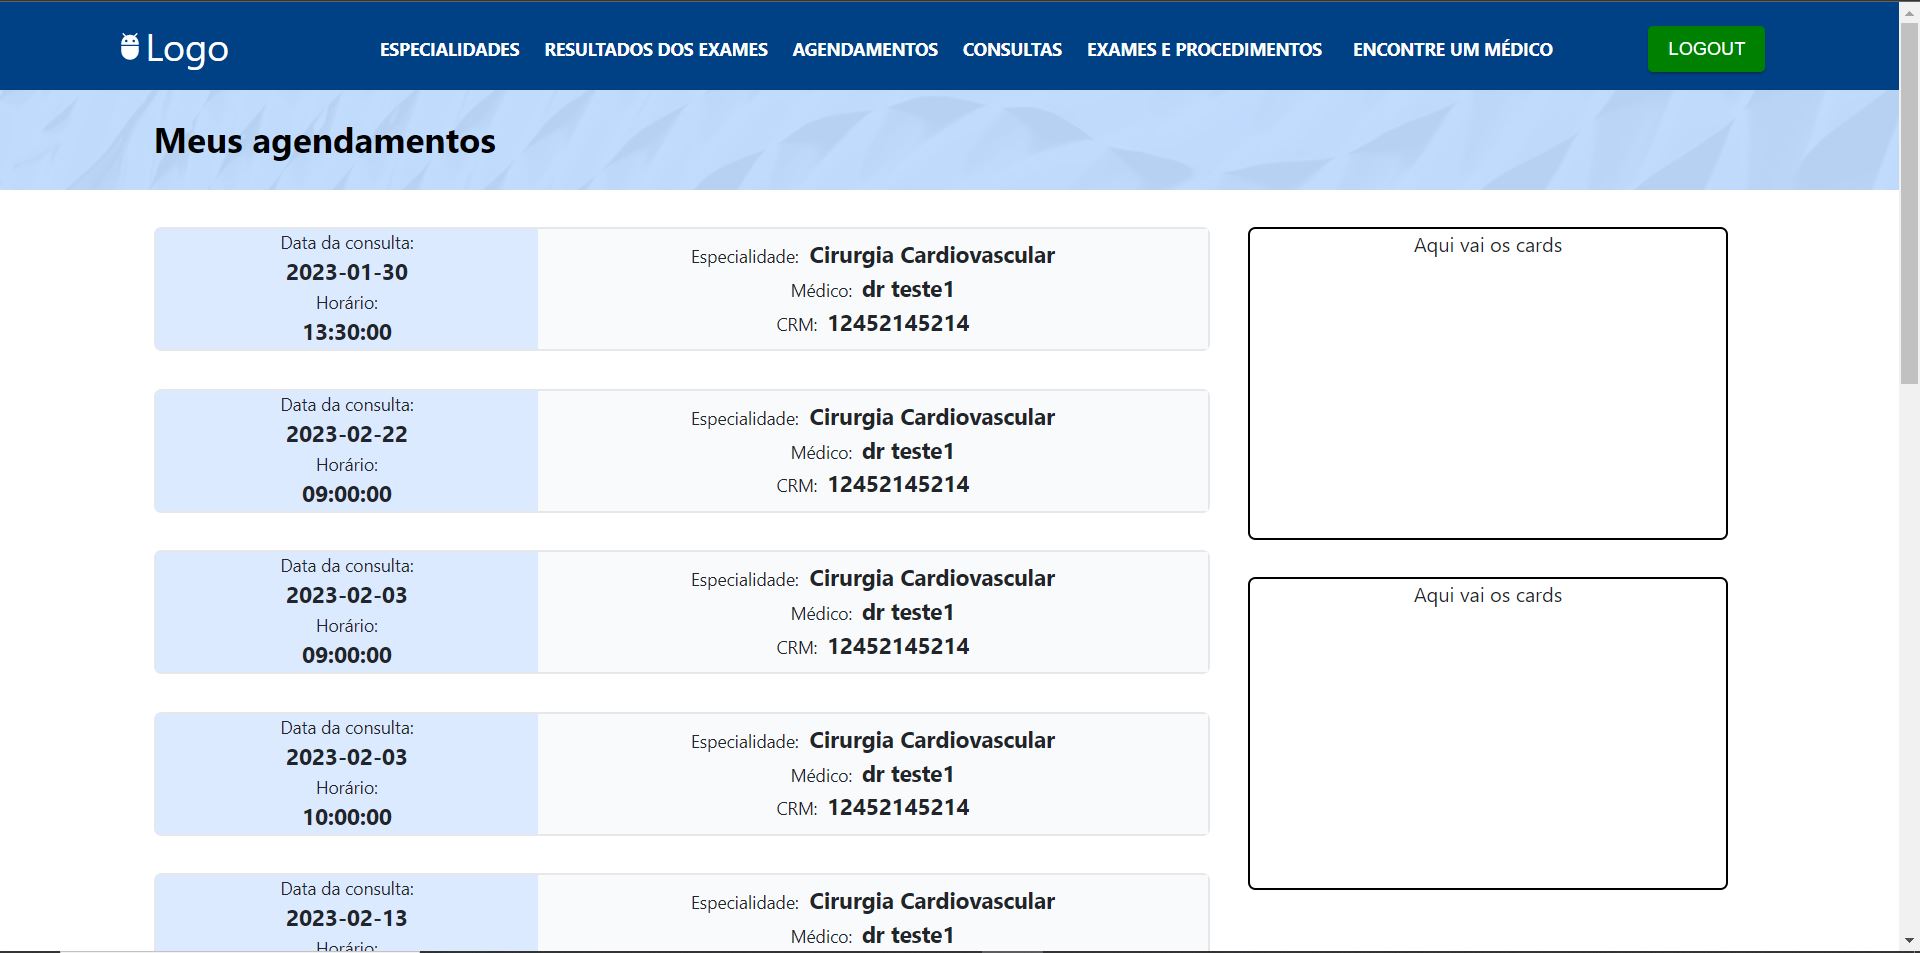 Logo
ESPECIALIDADES RESULTADOS DOS EXAMES AGENDAMENTOS CONSULTAS EXAMES E PROCEDIMENTOS ENCONTRE UM MÉDICO
LOGOUT
Meus agendamentos
Data da consulta:
2023-01-30
Horário:
13:30:00
Especialidade: Cirurgia Cardiovascular
Médico: dr teste1
CRM: 12452145214
Data da consulta:
2023-02-22
Horário:
09:00:00
Especialidade: Cirurgia Cardiovascular
Médico: dr teste1
CRM: 12452145214
Data da consulta:
2023-02-03
Horário:
09:00:00
Especialidade: Cirurgia Cardiovascular
Médico: dr teste1
CRM: 12452145214
Data da consulta:
2023-02-03
Horário:
10:00:00
Especialidade: Cirurgia Cardiovascular
Médico: dr teste1
CRM: 12452145214
Data da consulta:
2023-02-13
Horário:
Especialidade: Cirurgia Cardiovascular
Médico: dr teste1
Aqui vai os cards
Aqui vai os cards